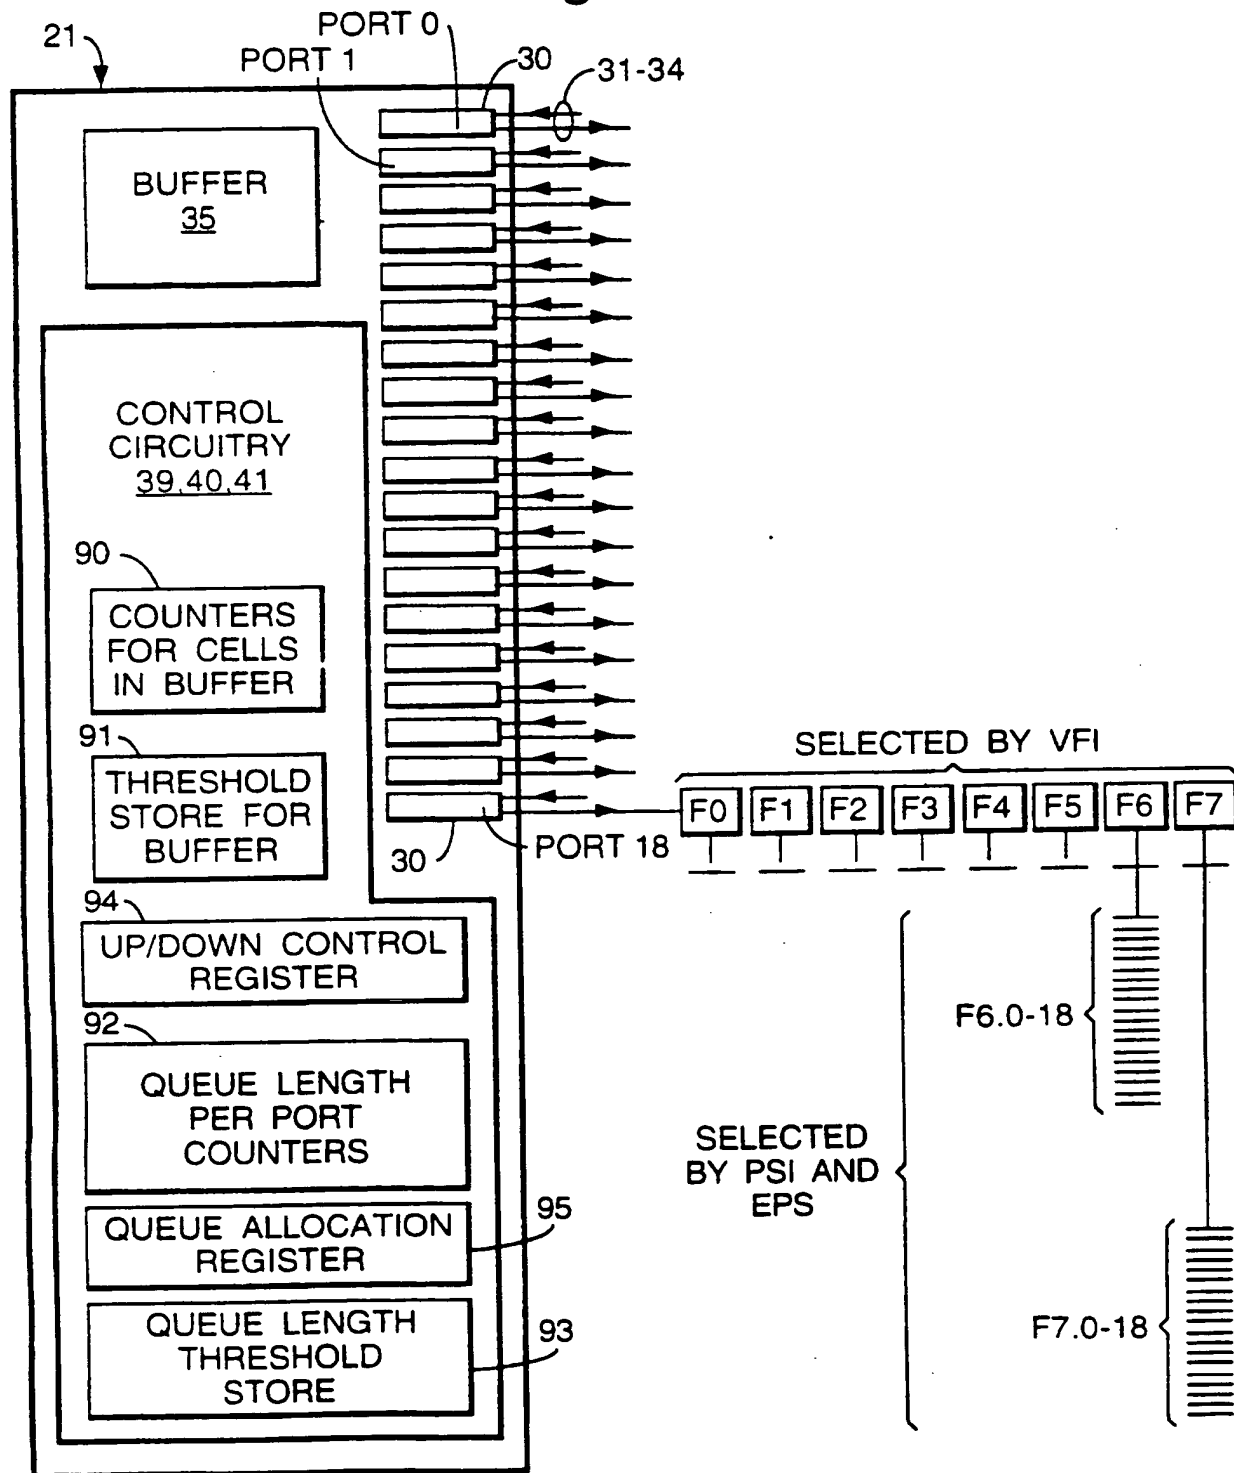 PORT 0
21
PORT 1
30
31-34
BUFFER
35
CONTROL
CIRCUITRY
39,40,41
90
COUNTERS
FOR CELLS
IN BUFFER
91
THRESHOLD
STORE FOR
BUFFER
SELECTED BY VFI
F0 F1 F2 F3 F4 F5 F6 F7
30
PORT 18
94
UP/DOWN CONTROL
REGISTER
92
QUEUE LENGTH
PER PORT
COUNTERS
F6.0-18
SELECTED
BY PSI AND
EPS
QUEUE ALLOCATION
REGISTER
95
QUEUE LENGTH
THRESHOLD
STORE
93
F7.0-18